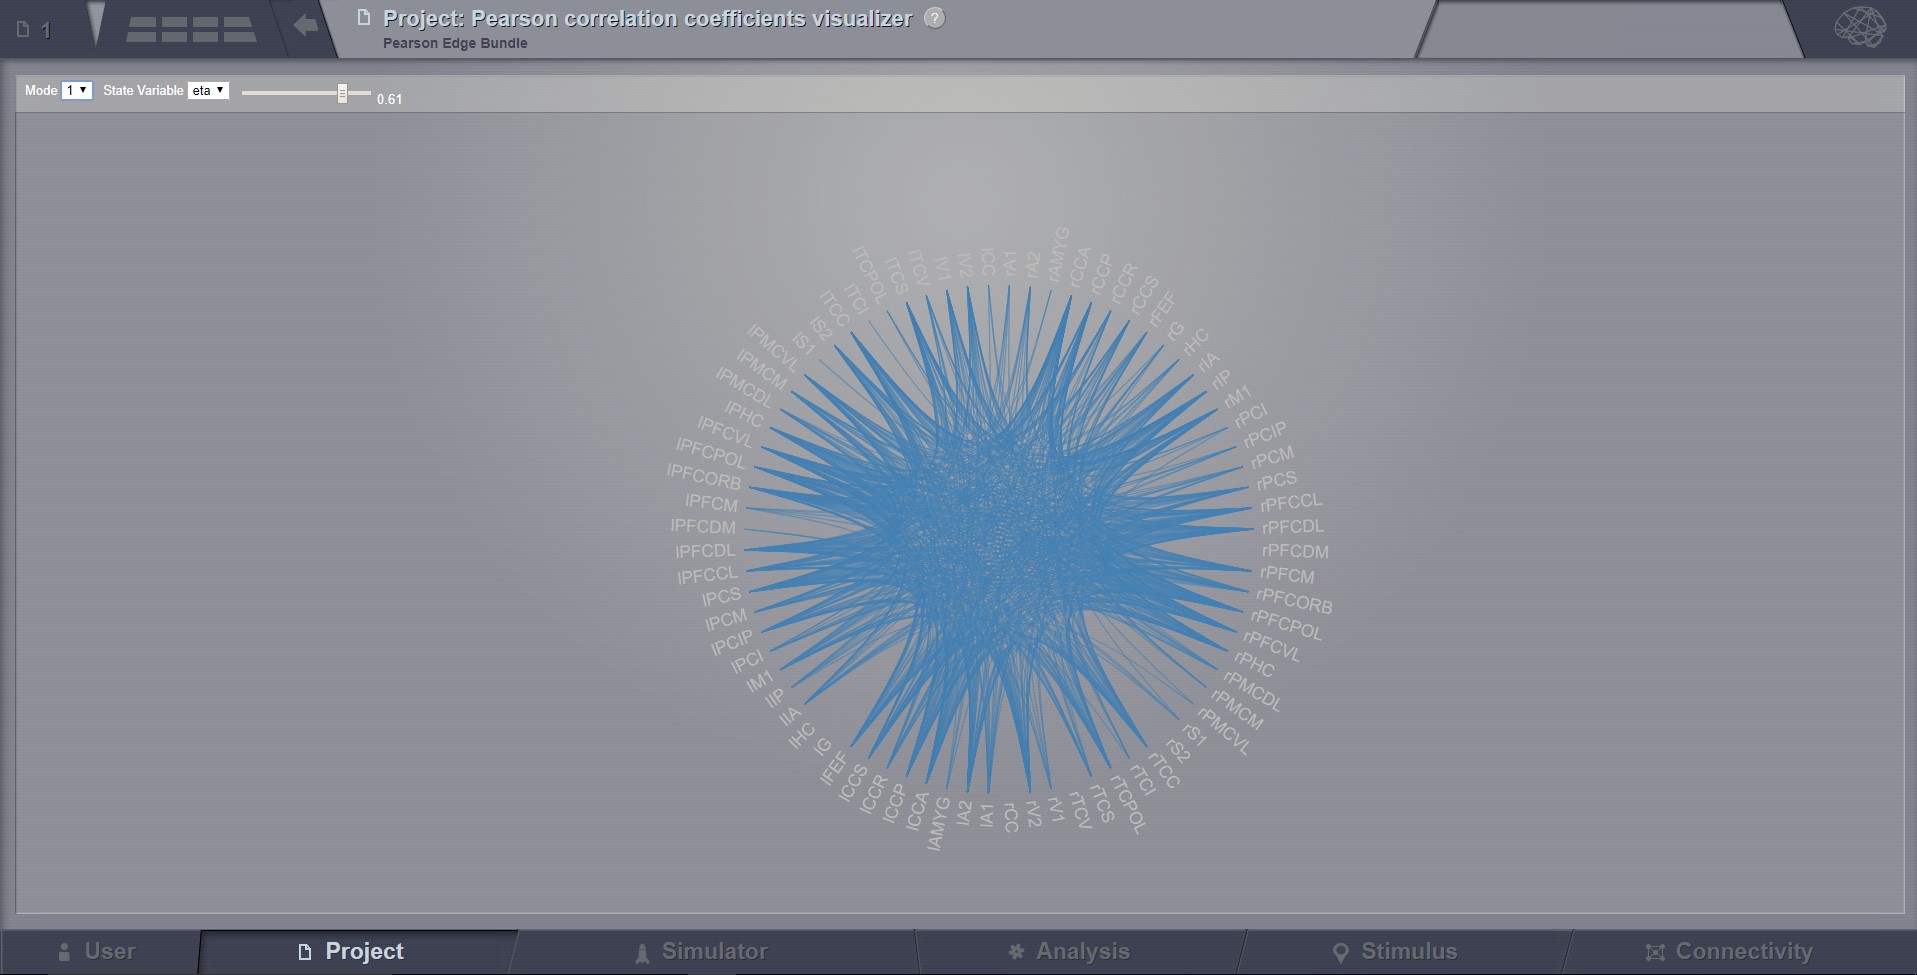 1
Project: Pearson correlation coefficients visualizer ?
Pearson Edge Bundle
Mode 1 State Variable eta 0.61
lCC
rA1
rA2
rAMYG
rCCA
rCCP
rCCR
rCCS
rFEF
rG
rHC
rIA
rIP
rM1
rPCI
rPCIP
rPCM
rPCS
rPFCCL
rPFCDL
rPFCDM
rPFCM
rPFCORB
rPFCPOL
rPFCVL
rPHC
rPMCDL
rPMCM
rPMCVL
rS1
rS2
rTCC
rTCI
rTCPOL
rTCS
rTCV
rV1
rV2
rCC
lA1
lA2
lAMYG
lCCA
lCCP
lCCR
lCCS
lFEF
lG
lHC
lIA
lIP
lM1
lPCI
lPCIP
lPCM
lPCS
lPFCCL
lPFCDL
lPFCDM
lPFCM
lPFCORB
lPFCPOL
lPFCVL
lPHC
lPMCDL
lPMCM
lPMCVL
lS1
lS2
lTCC
lTCI
lTCPOL
lTCS
lTCV
lV1
lV2
User
Project
Simulator
Analysis
Stimulus
Connectivity